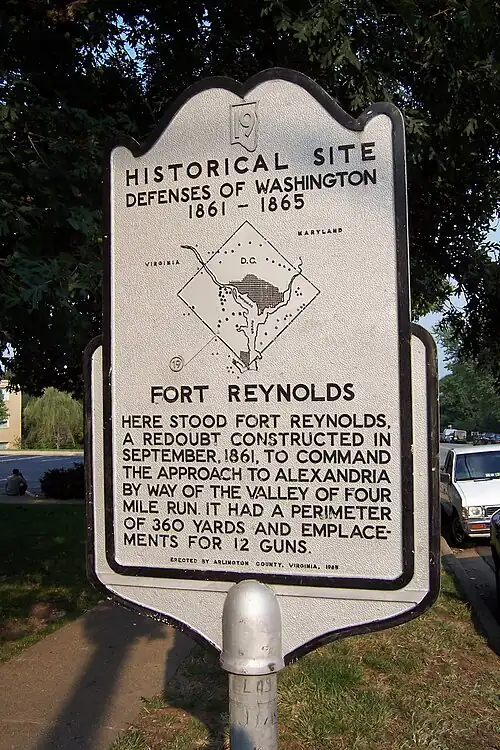 19
HISTORICAL SITE
DEFENSES OF WASHINGTON
1861 - 1865
MARYLAND
VIRGINIA
D.C.
19
FORT REYNOLDS
HERE STOOD FORT REYNOLDS,
A REDOUBT CONSTRUCTED IN
SEPTEMBER, 1861, TO COMMAND
THE APPROACH TO ALEXANDRIA
BY WAY OF THE VALLEY OF FOUR
MILE RUN. IT HAD A PERIMETER
OF 360 YARDS AND EMPLACE-
MENTS FOR 12 GUNS.
ERECTED BY ARLINGTON COUNTY, VIRGINIA, 1965